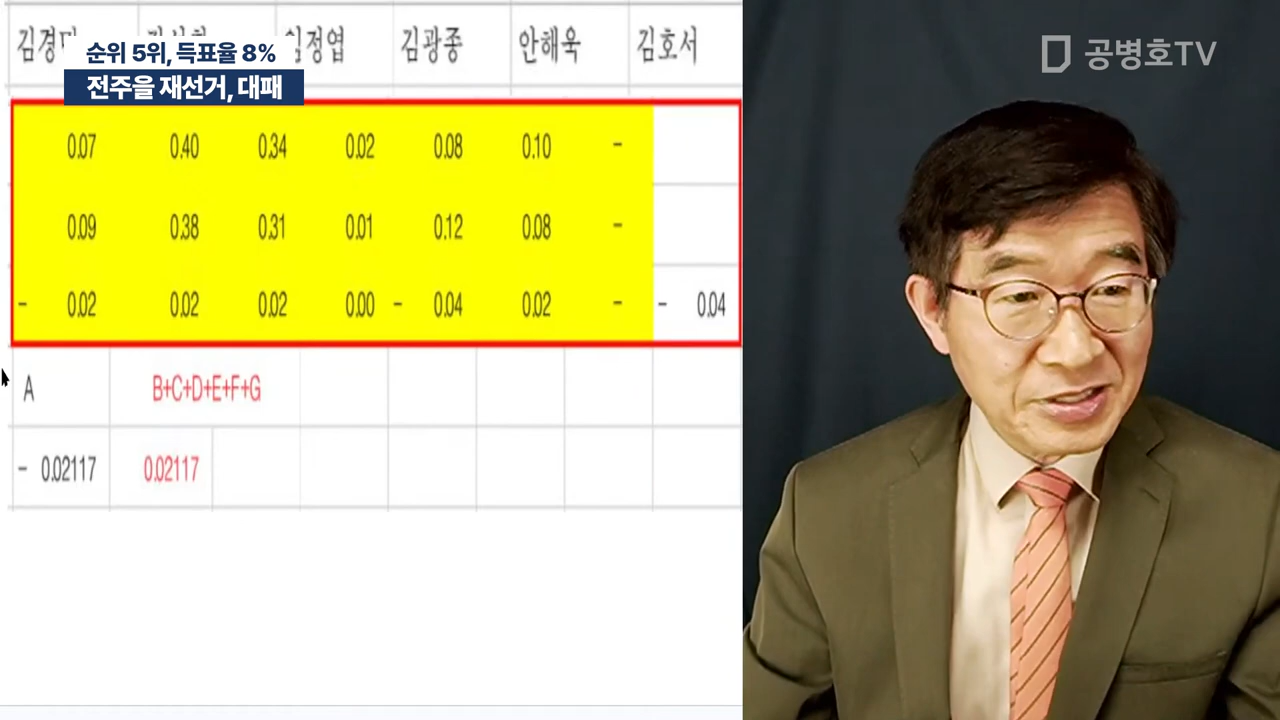 순위 5위, 득표율 8%
전주을 재선거, 대패
공병호TV
김광종 안해욱 김호서
0.07 0.40 0.34 0.02 0.08 0.10 -
0.09 0.38 0.31 0.01 0.12 0.08 -
- 0.02 0.02 0.02 0.00 - 0.04 0.02 - - 0.04
A B+C+D+E+F+G
- 0.02117 0.02117